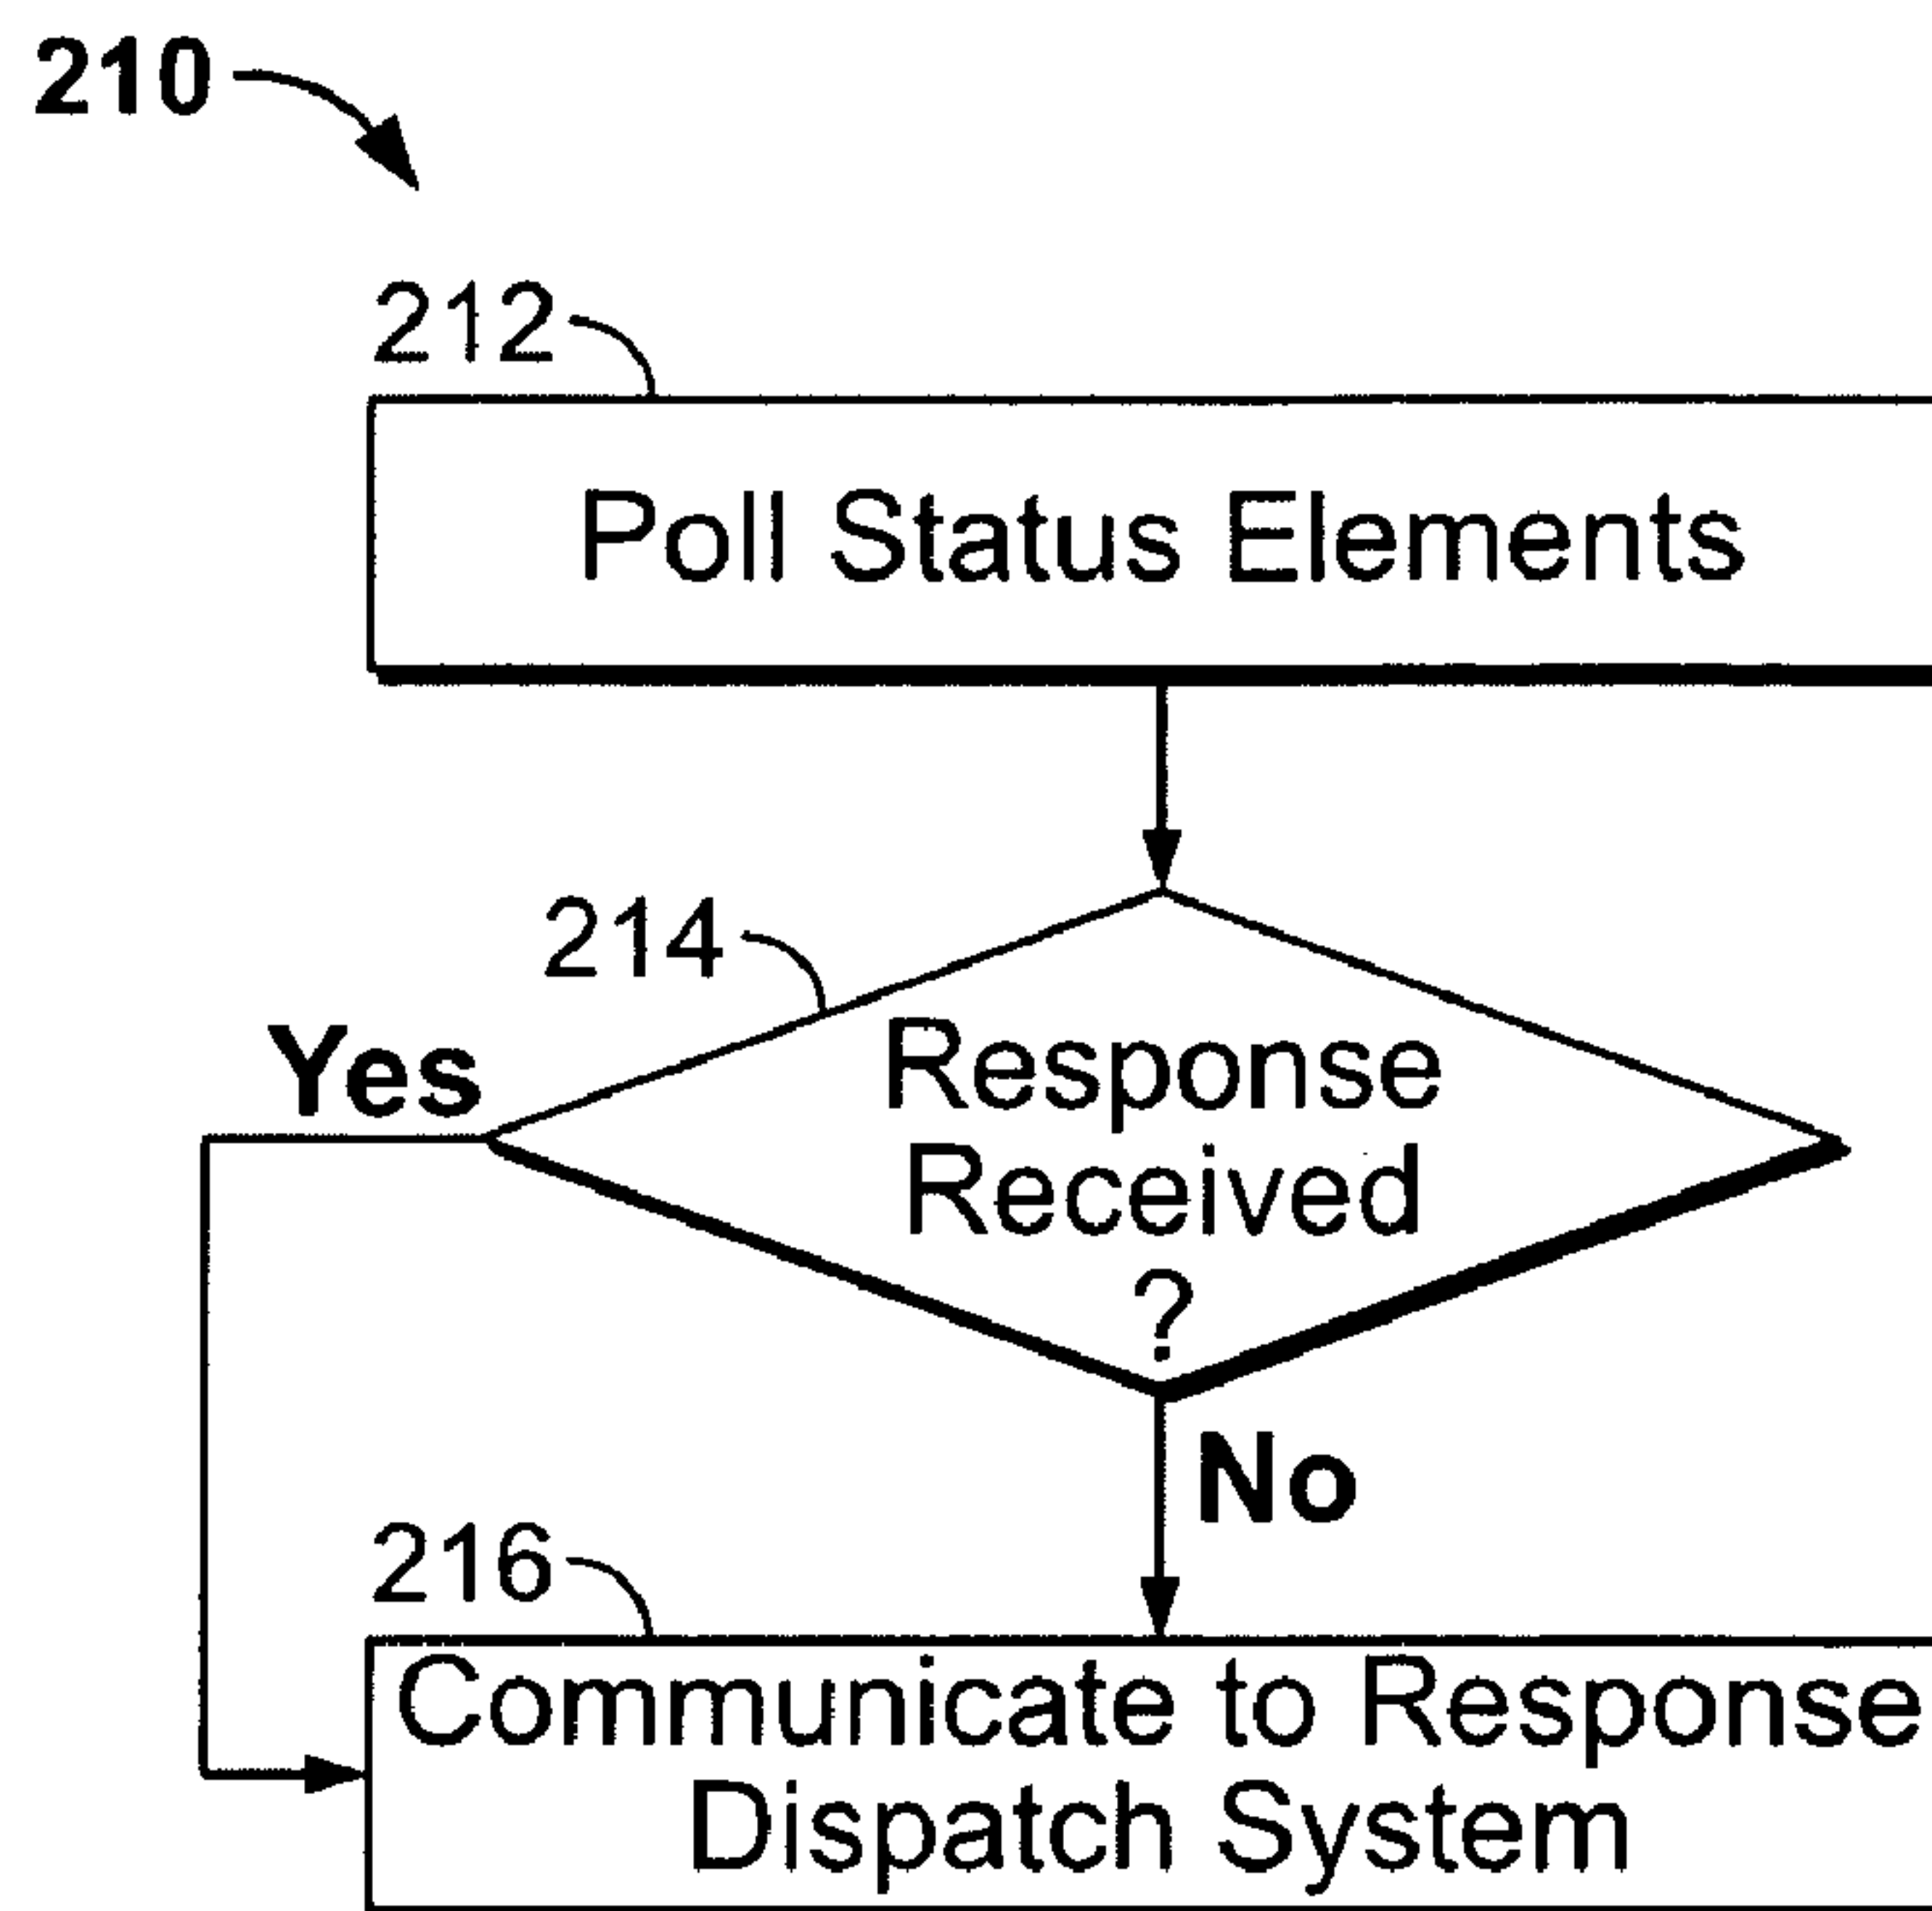 210
212
Poll Status Elements
214
Yes
Response
Received
?
No
216
Communicate to Response
Dispatch System